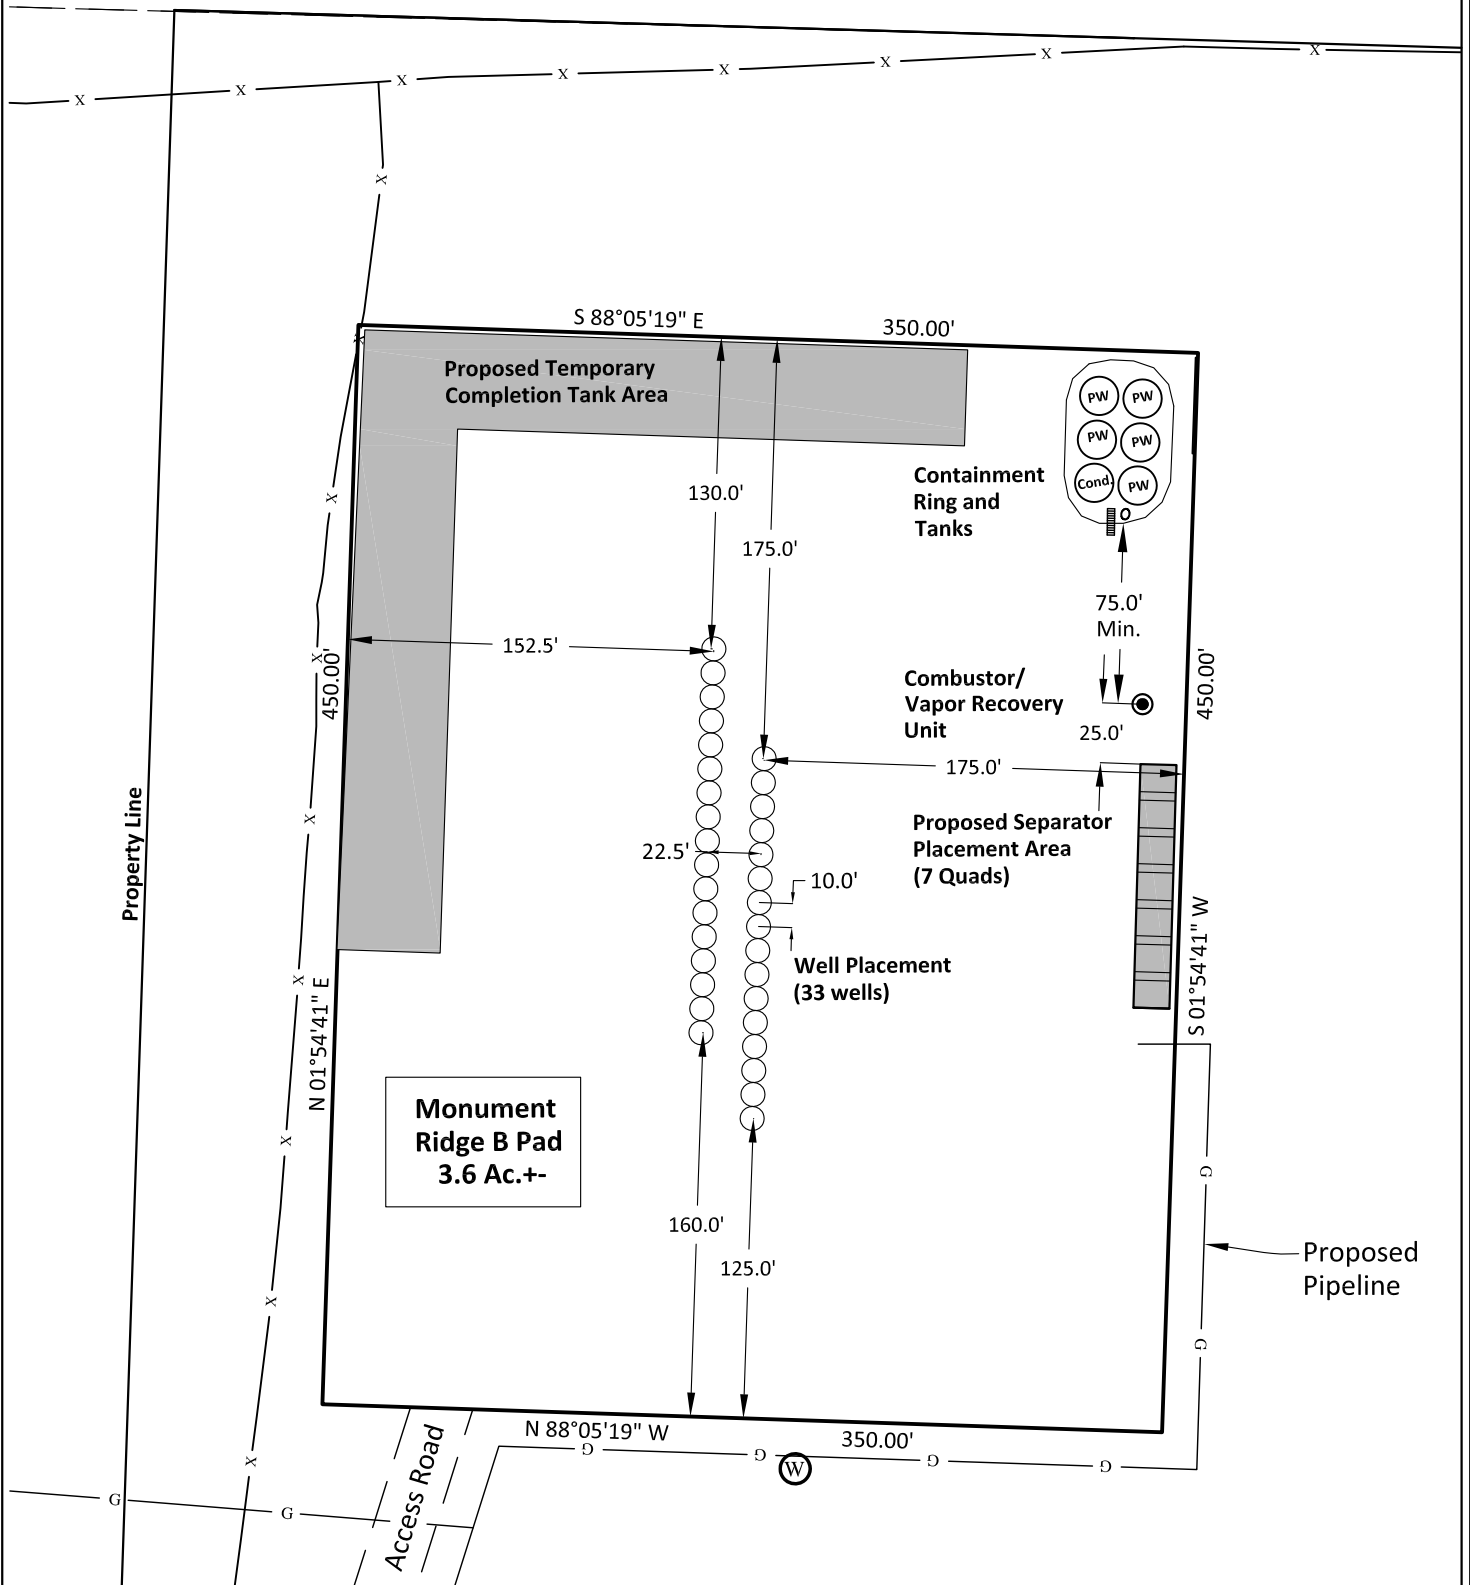 X
X
X
X
X
X
X
X
X
S 88°05'19" E
350.00'
X
Proposed Temporary
Completion Tank Area
PW
PW
PW
PW
Cond.
PW
Containment
Ring and
Tanks
130.0'
175.0'
X
75.0'
Min.
152.5'
X
450.00'
450.00'
Combustor/
Vapor Recovery
Unit
25.0'
175.0'
Property Line
X
Proposed Separator
Placement Area
(7 Quads)
22.5'
10.0'
Well Placement
(33 wells)
X
N 01°54'41" E
S 01°54'41" W
Monument
Ridge B Pad
3.6 Ac.+-
X
G
160.0'
125.0'
Proposed
Pipeline
X
G
N 88°05'19" W
350.00'
G
G
G
G
W
X
Access Road
G
G